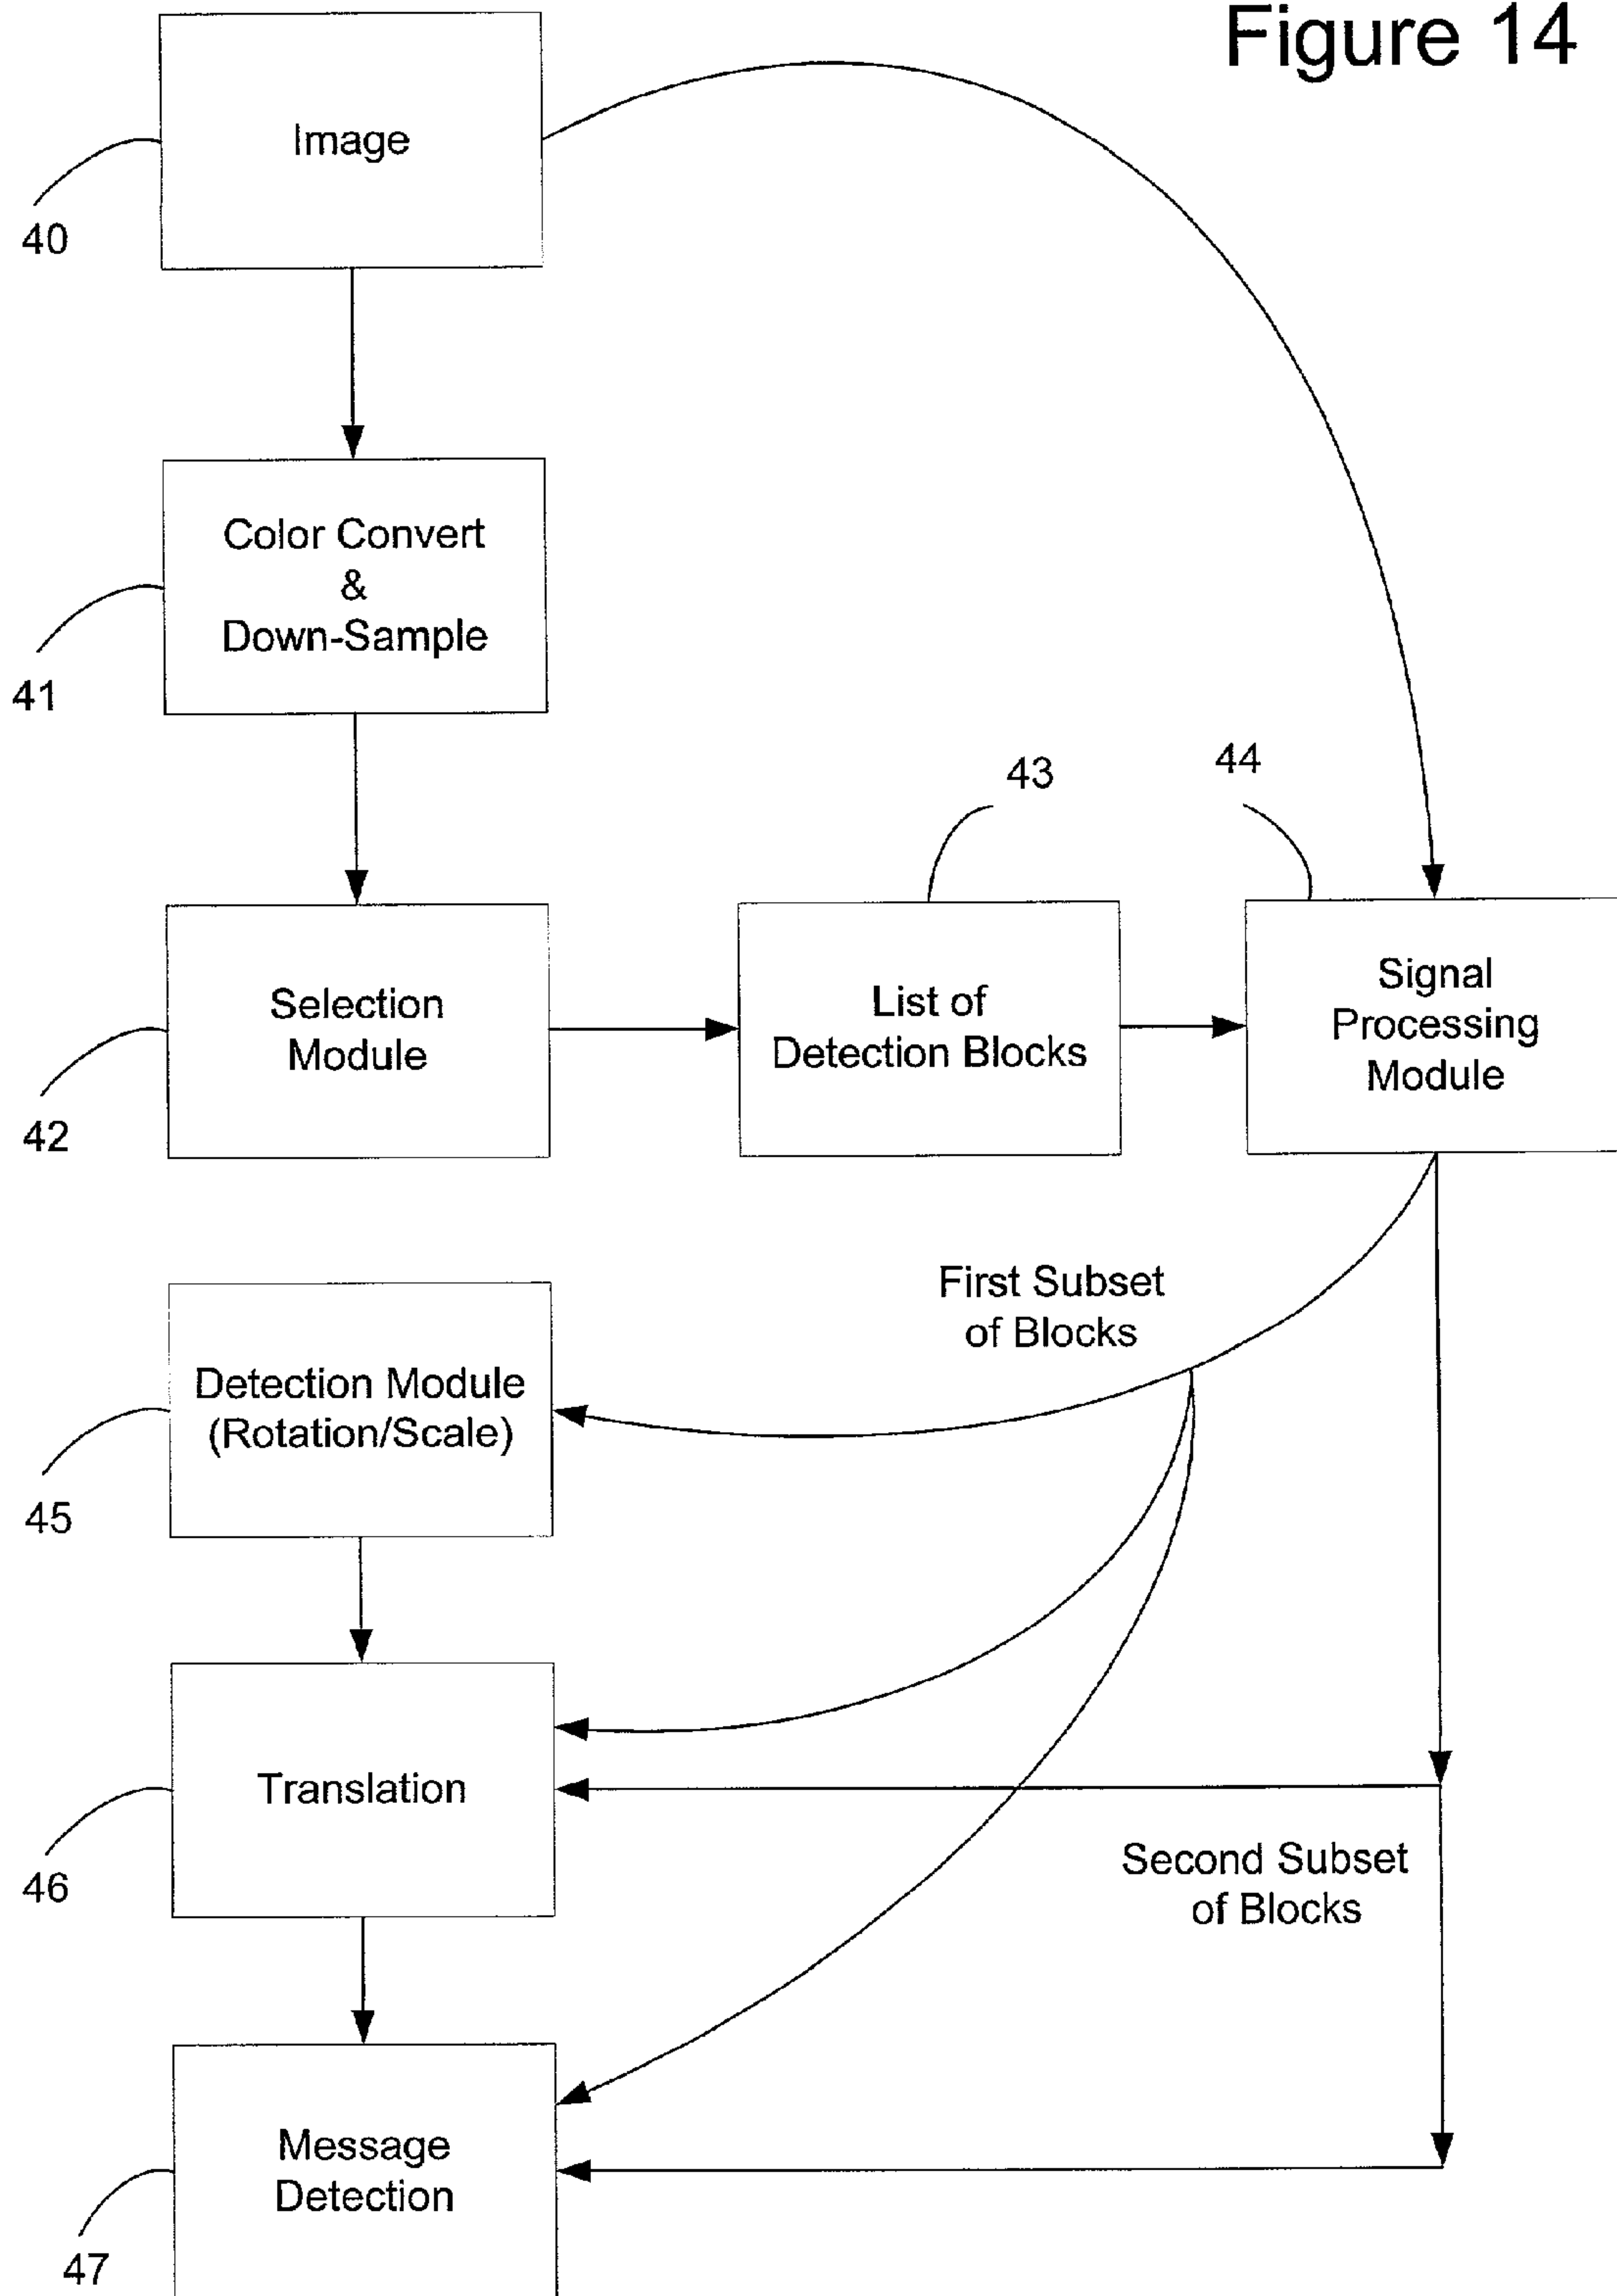 Figure 14
Image
40
Color Convert
&
Down-Sample
41
43
44
Selection
Module
42
List of
Detection Blocks
Signal
Processing
Module
First Subset
of Blocks
Detection Module
(Rotation/Scale)
45
Translation
46
Second Subset
of Blocks
Message
Detection
47